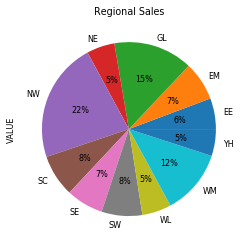 Regional Sales
NE
GL
EM
EE
YH
WM
WL
SW
SE
SC
NW
VALUE
5%
15%
7%
6%
5%
12%
5%
8%
7%
8%
22%